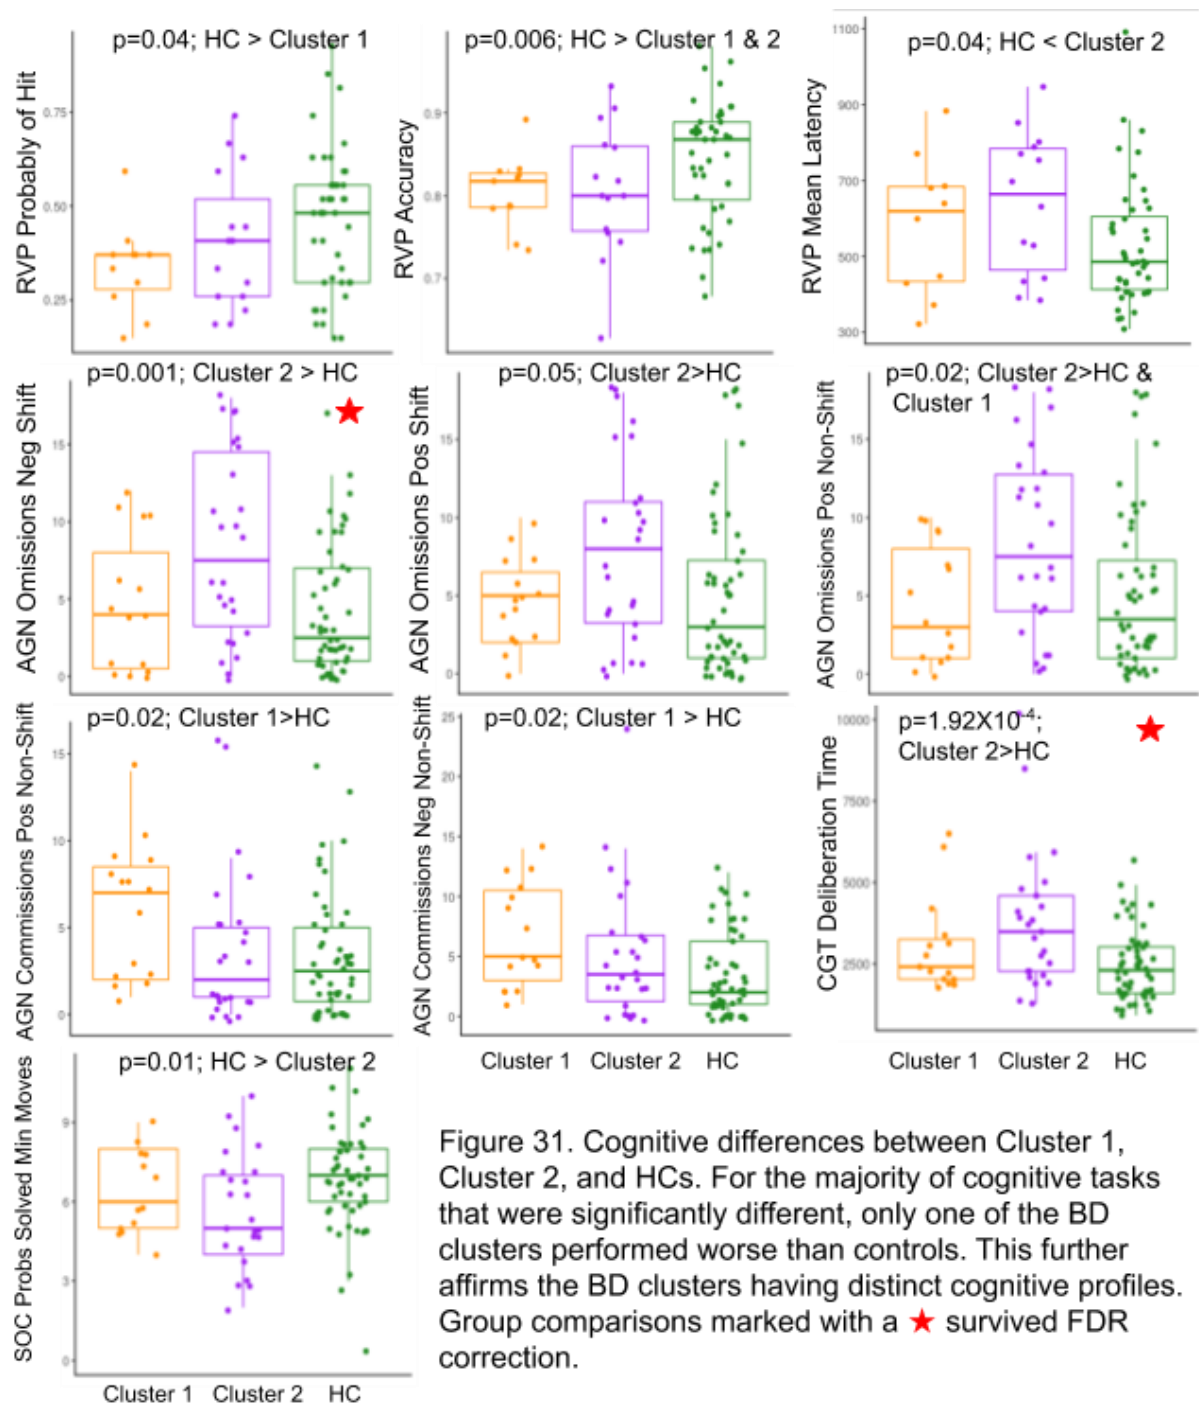 p=0.04; HC > Cluster 1
RVP Probably of Hit
0.75
0.50
0.25
p=0.006; HC > Cluster 1 & 2
RVP Accuracy
0.9
0.8
0.7
p=0.04; HC < Cluster 2
RVP Mean Latency
1100
900
700
500
300
p=0.001; Cluster 2 > HC
AGN Omissions Neg Shift
15
10
5
0
p=0.05; Cluster 2>HC
AGN Omissions Pos Shift
15
10
5
0
p=0.02; Cluster 2>HC &
Cluster 1
AGN Omissions Pos Non-Shift
15
10
5
0
p=0.02; Cluster 1>HC
AGN Commissions Pos Non-Shift
15
10
5
0
p=0.02; Cluster 1 > HC
AGN Commissions Neg Non-Shift
25
20
15
10
5
0
Cluster 1 Cluster 2 HC
p=1.92X10⁻⁴;
Cluster 2>HC
CGT Deliberation Time
10000
7500
5000
2500
Cluster 1 Cluster 2 HC
p=0.01; HC > Cluster 2
SOC Probs Solved Min Moves
9
6
3
0
Cluster 1 Cluster 2 HC
Figure 31. Cognitive differences between Cluster 1,
Cluster 2, and HCs. For the majority of cognitive tasks
that were significantly different, only one of the BD
clusters performed worse than controls. This further
affirms the BD clusters having distinct cognitive profiles.
Group comparisons marked with a ★ survived FDR
correction.